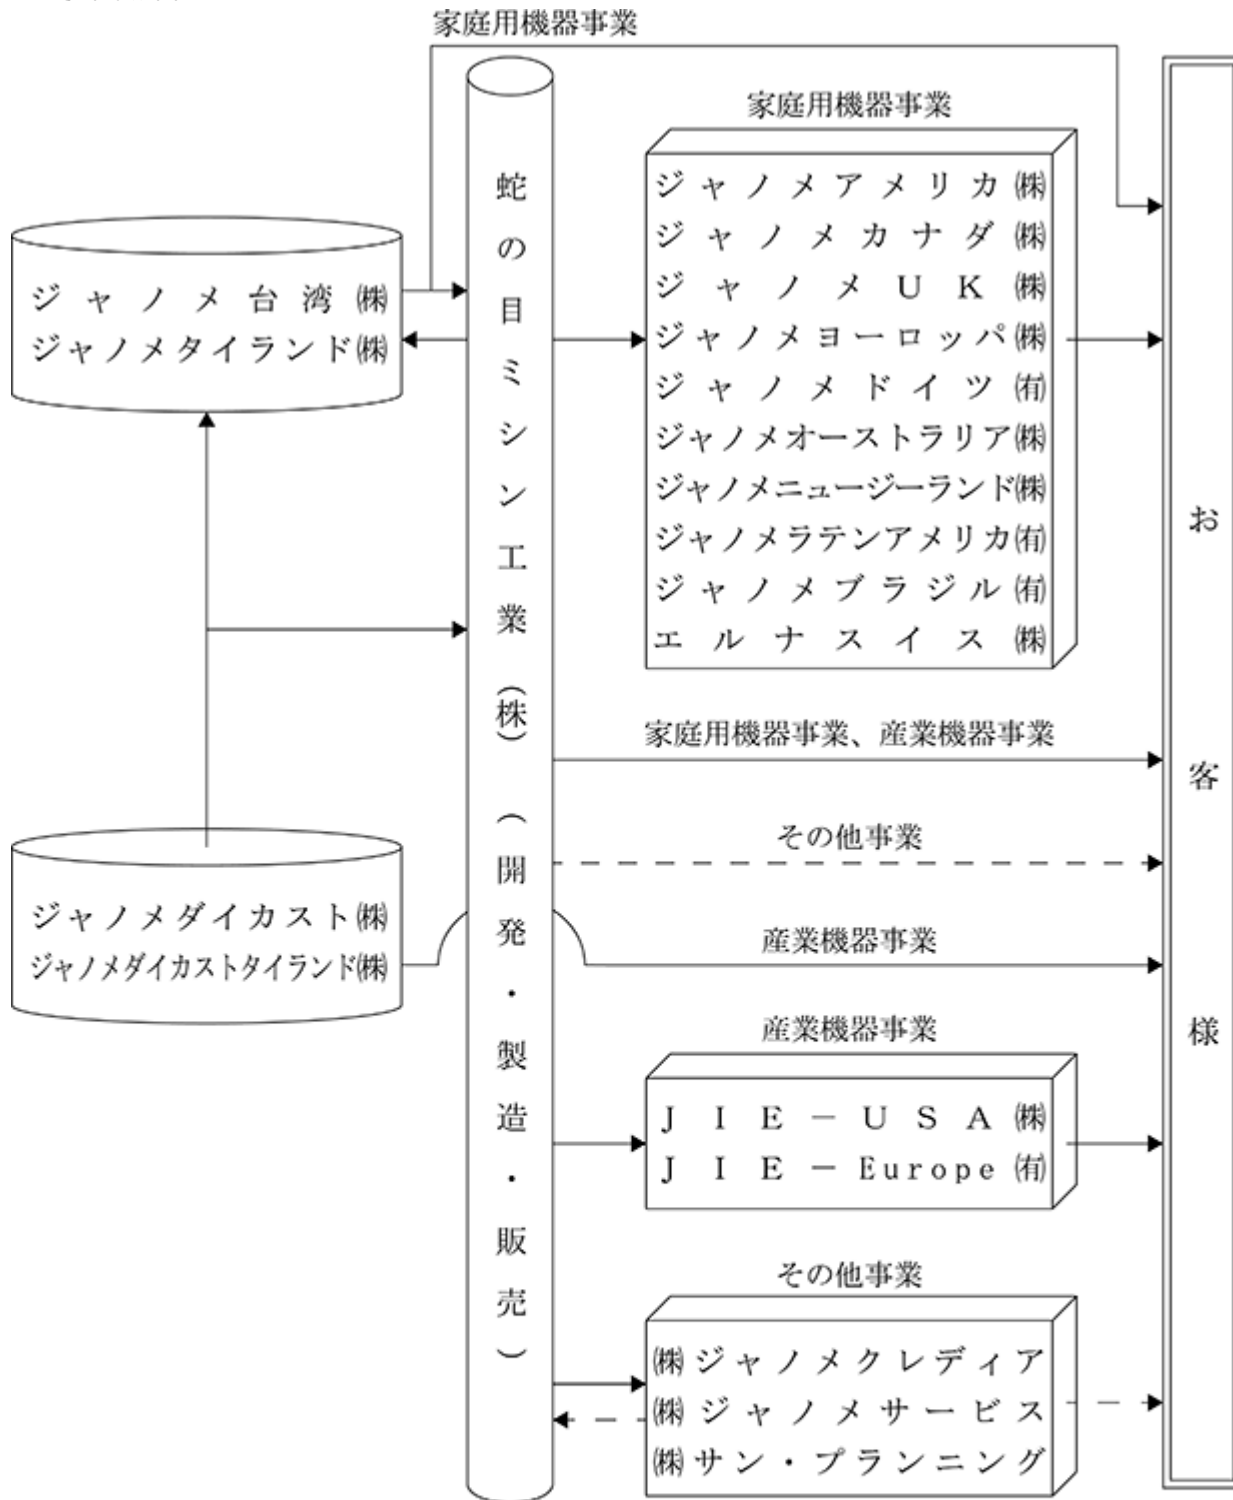 家庭用機器事業
ジャノメ台湾㈱
ジャノメタイランド㈱
ジャノメダイカスト㈱
ジャノメダイカストタイランド㈱
蛇の目ミシン工業(株)(開発・製造・販売)
家庭用機器事業
ジャノメアメリカ㈱
ジャノメカナダ㈱
ジャノメUK㈱
ジャノメヨーロッパ㈱
ジャノメドイツ㈲
ジャノメオーストラリア㈱
ジャノメニュージーランド㈱
ジャノメラテンアメリカ㈲
ジャノメブラジル㈲
エルナスイス㈱
家庭用機器事業、産業機器事業
その他事業
産業機器事業
産業機器事業
JIE-USA㈱
JIE-Europe㈲
その他事業
㈱ジャノメクレディア
㈱ジャノメサービス
㈱サン・プランニング
お客様